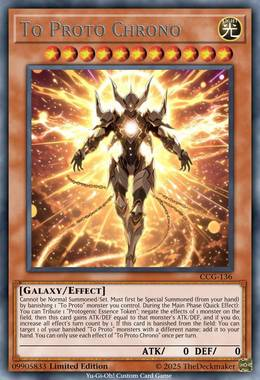 To Proto Chrono
光
CCG-136
[Galaxy/Effect]
Cannot be Normal Summoned/Set. Must first be Special Summoned (from your hand)
by banishing 1 "To Proto" monster you control. During the Main Phase (Quick Effect):
You can Tribute 1 "Protogenic Essence Token"; negate the effects of 1 monster on the
field, then this card gains ATK/DEF equal to that monster's ATK/DEF, and if you do,
increase all effect's turn count by 1. If this card is banished from the field: You can
target 1 of your banished "To Proto" monsters with a different name; add it to your
hand. You can only use each effect of "To Proto Chrono" once per turn.
ATK/ 0 DEF/ 0
09905833 Limited Edition © 2025 TheDeckmaker
Yu-Gi-Oh! Custom Card Game